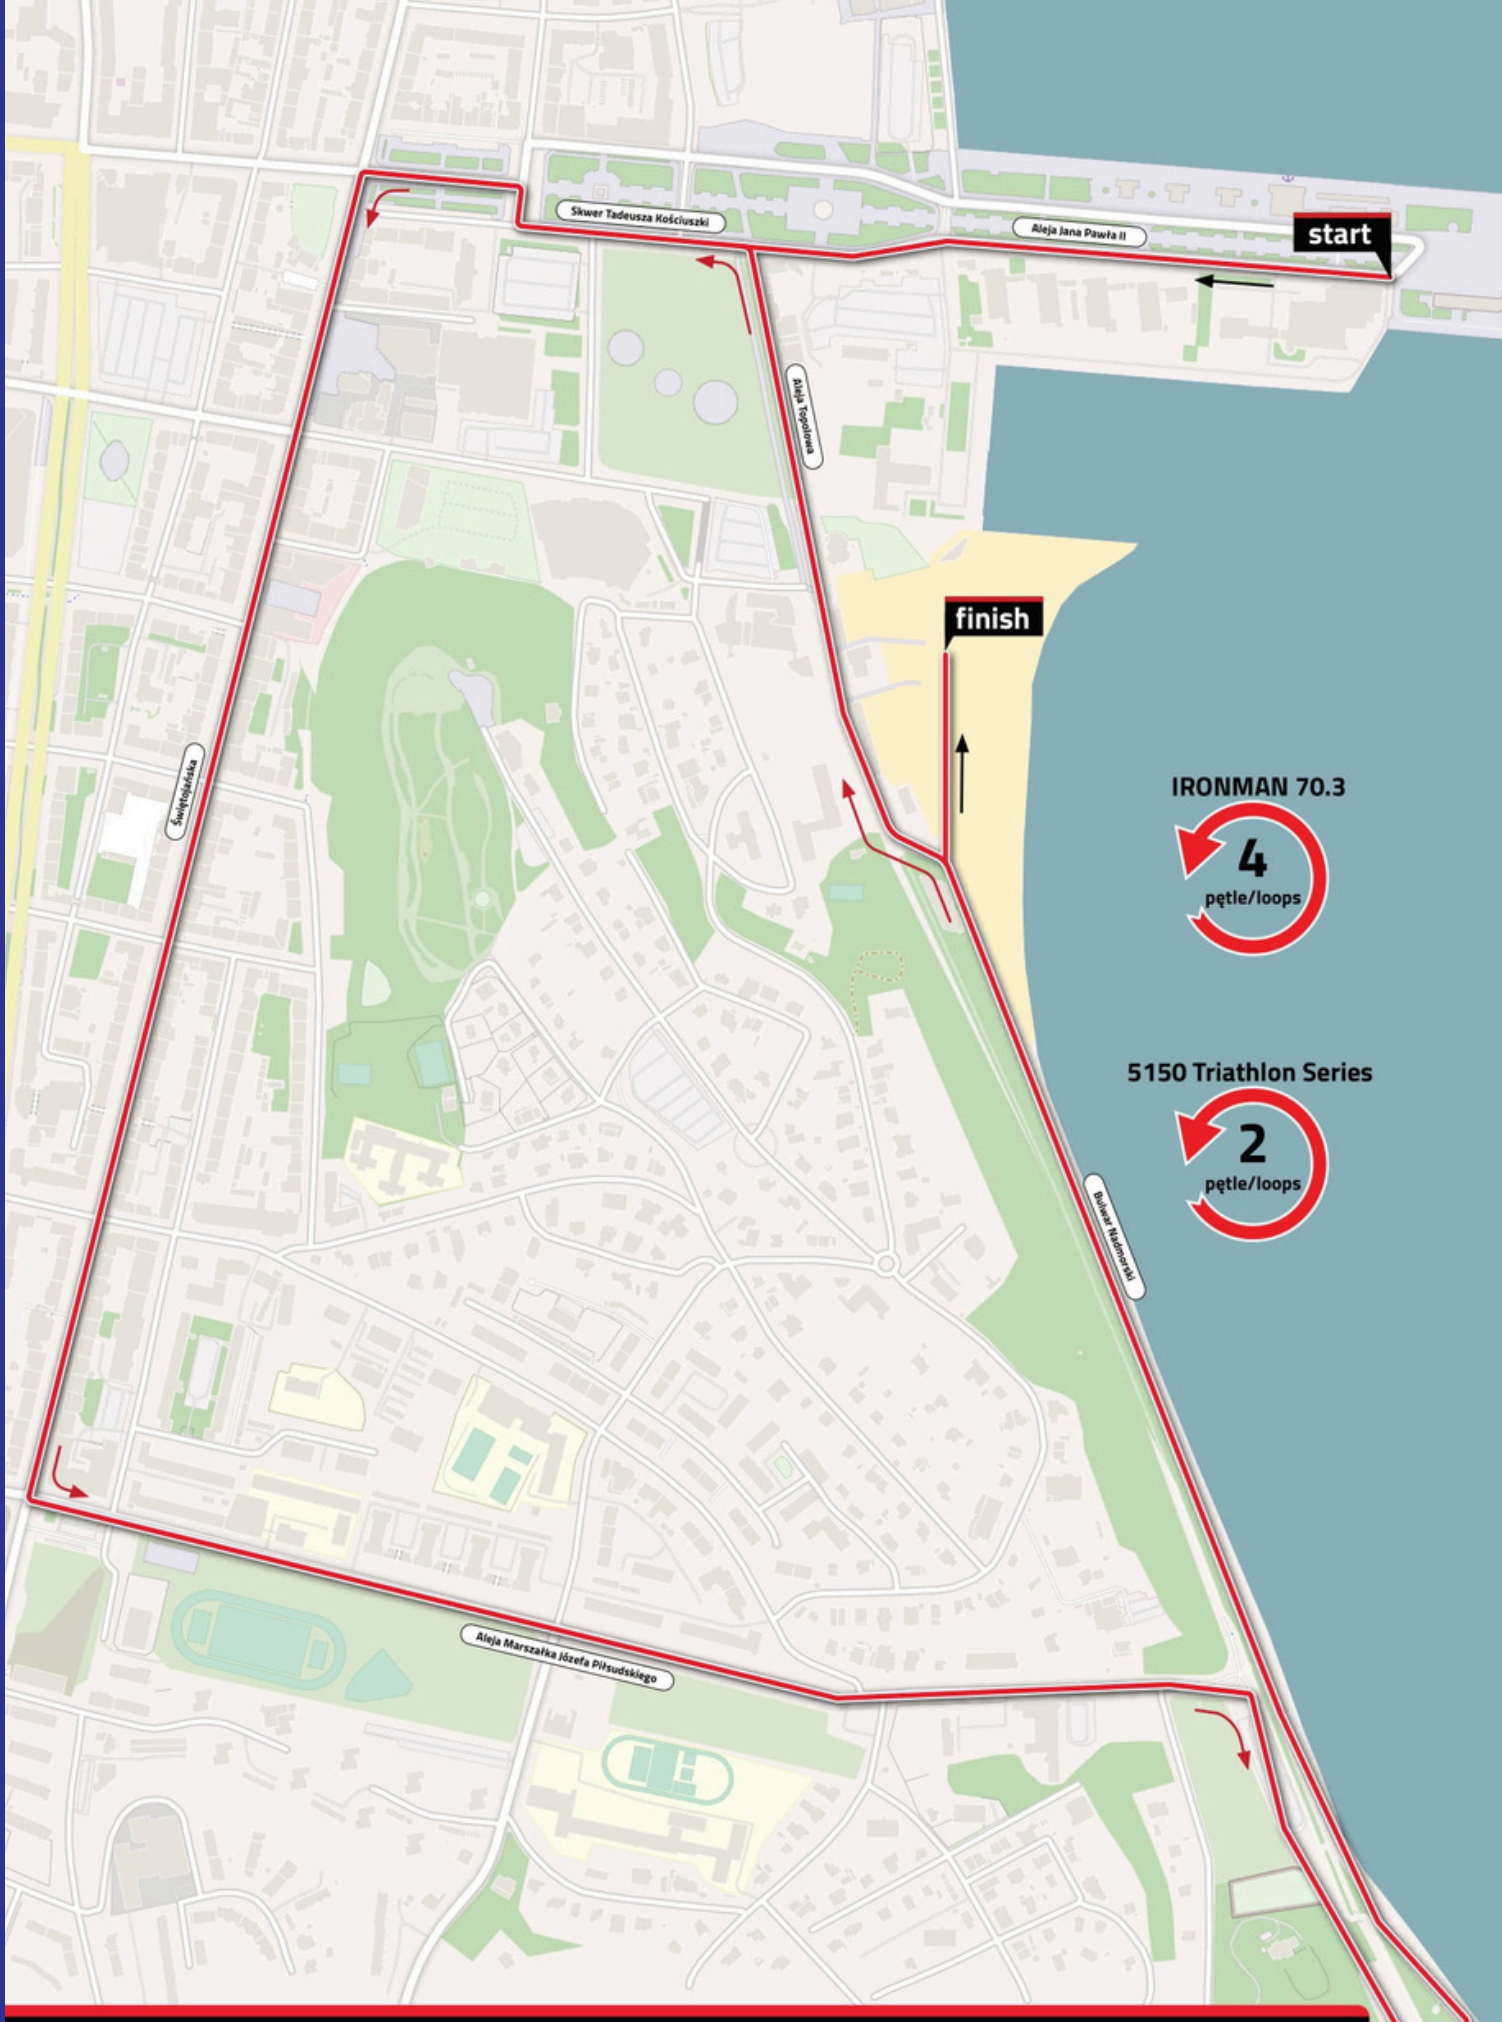 Skwer Tadeusza Kościuszki
Aleja Jana Pawła II
start
Aleja Topolowa
finish
Świętojańska
IRONMAN 70.3
4
pętle/loops
5150 Triathlon Series
2
pętle/loops
Bulwar Nadmorski
Aleja Marszałka Józefa Piłsudskiego